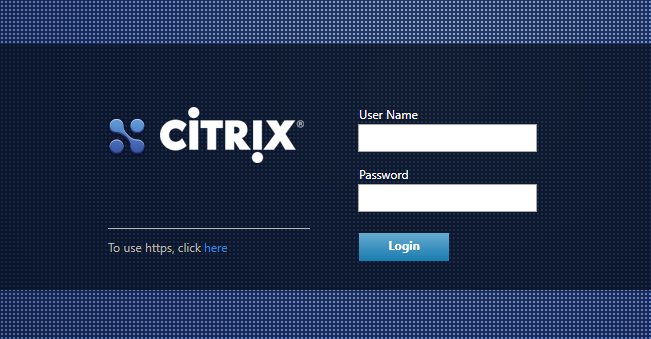 CITRIX®
To use https, click here
User Name
Password
Login